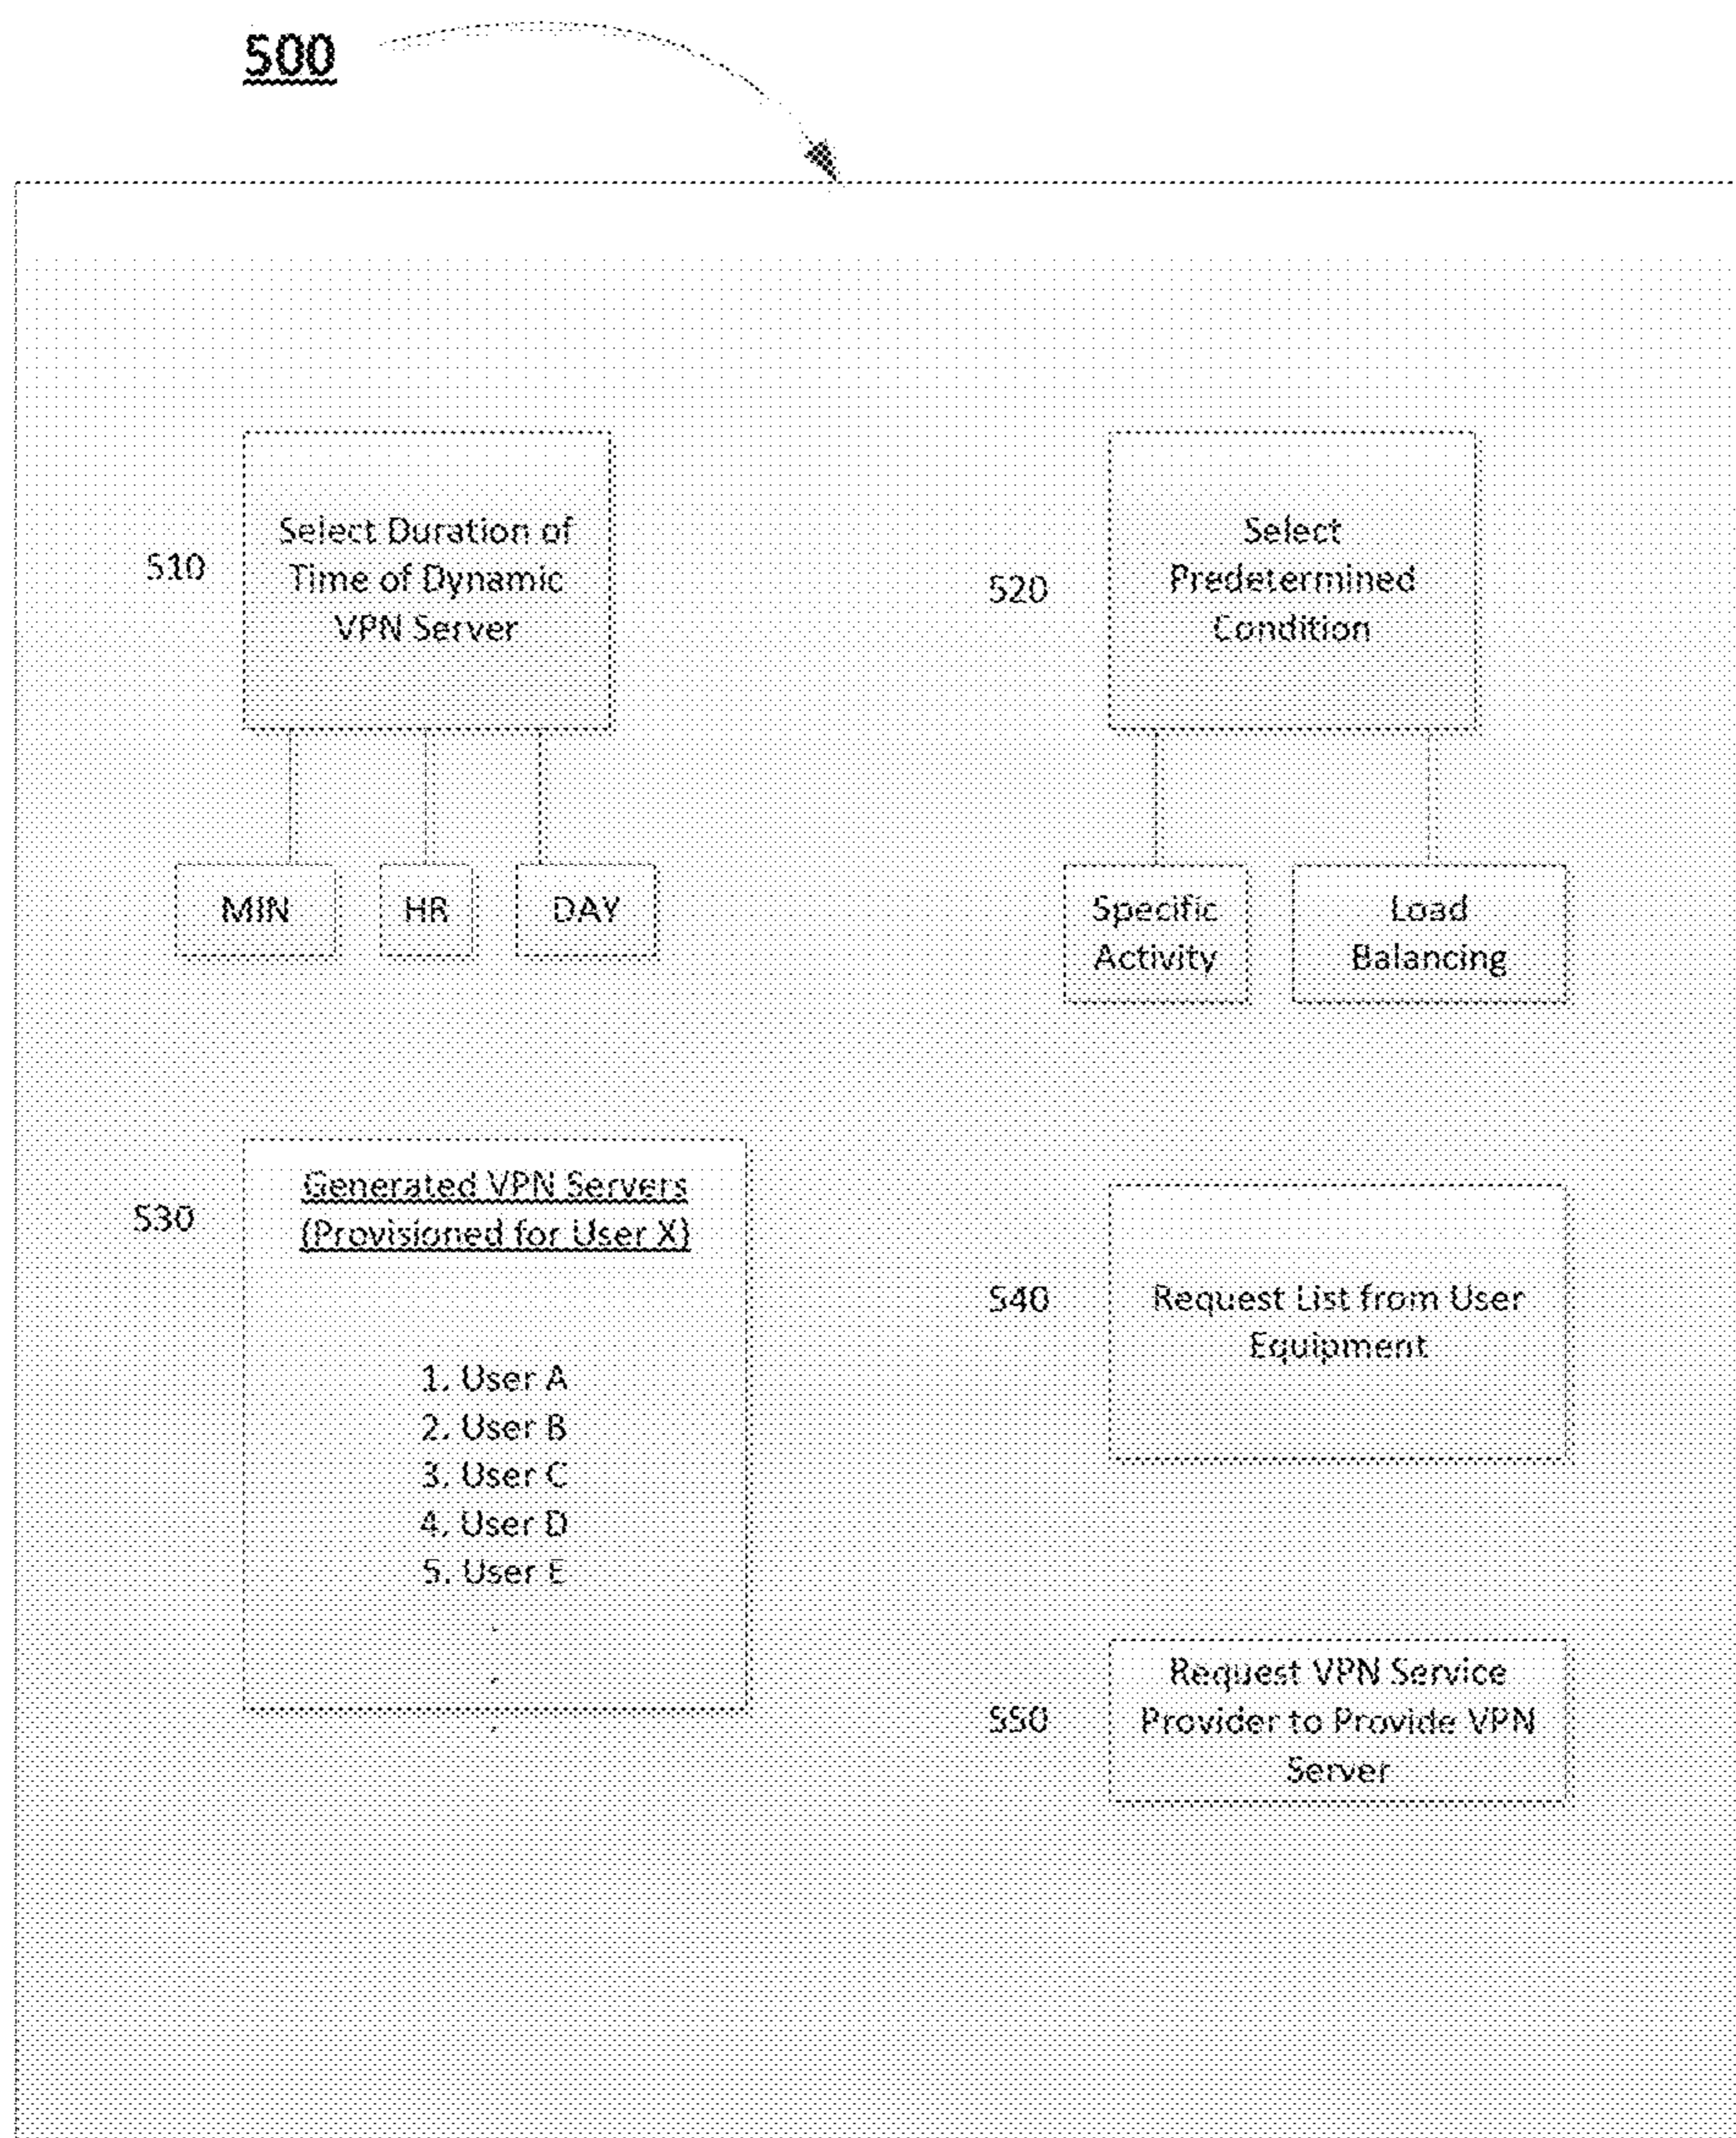 500
510
Select Duration of
Time of Dynamic
VPN Server
520
Select
Predetermined
Condition
MIN
HR
DAY
Specific
Activity
Load
Balancing
530
Generated VPN Servers
(Provisioned for User X)
1. User A
2. User B
3. User C
4. User D
5. User E
.
.
.
540
Request List from User
Equipment
550
Request VPN Service
Provider to Provide VPN
Server